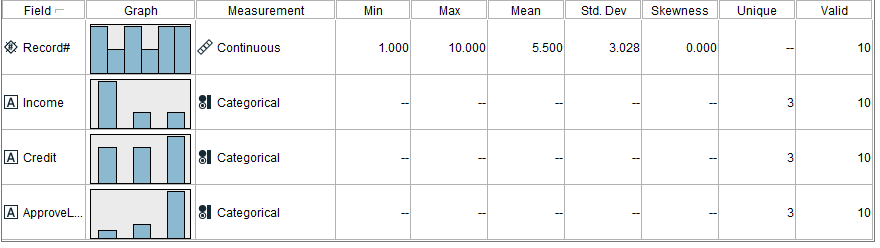 Field Graph Measurement Min Max Mean Std. Dev Skewness Unique Valid
Record# Continuous 1.000 10.000 5.500 3.028 0.000 -- 10
A Income Categorical -- -- -- -- -- 3 10
A Credit Categorical -- -- -- -- -- 3 10
A ApproveL... Categorical -- -- -- -- -- 3 10